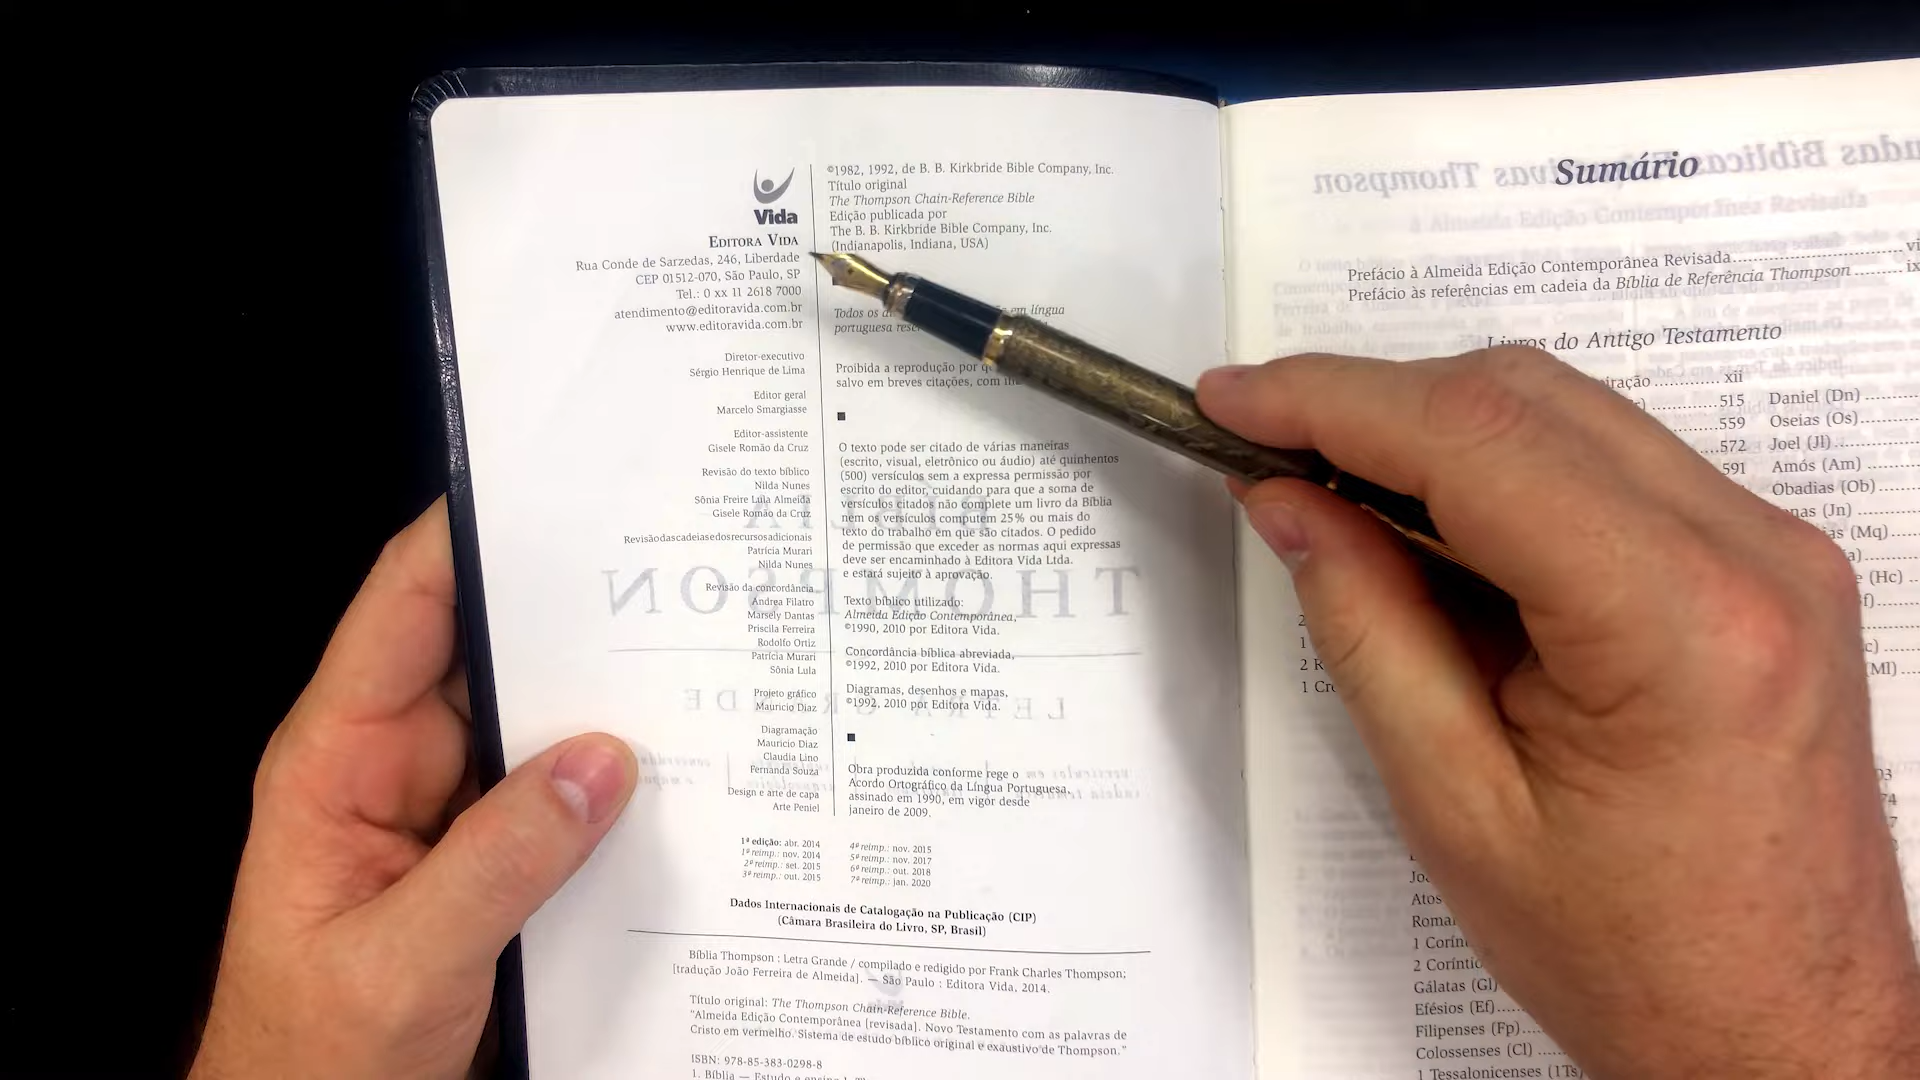 Vida
EDITORA VIDA
Rua Conde de Sarzedas, 246, Liberdade
CEP 01512-070, São Paulo, SP
Tel.: 0 xx 11 2618 7000
atendimento@editoravida.com.br
www.editoravida.com.br
Diretor-executivo
Sérgio Henrique de Lima
Editor geral
Marcelo Smargiasse
Editor-assistente
Gisele Romão da Cruz
Revisão do texto bíblico
Nilda Nunes
Sônia Freire Lula Almeida
Gisele Romão da Cruz
Revisãodascadeiasedosrecursosadicionais
Patrícia Murari
Nilda Nunes
Revisão da concordância
Andrea Filatro
Marsely Dantas
Priscila Ferreira
Rodolfo Ortiz
Patrícia Murari
Sônia Lula
Projeto gráfico
Mauricio Diaz
Diagramação
Mauricio Diaz
Claudia Lino
Fernanda Souza
Design e arte de capa
Arte Peniel
©1982, 1992, de B. B. Kirkbride Bible Company, Inc.
Título original
The Thompson Chain-Reference Bible
Edição publicada por
The B. B. Kirkbride Bible Company, Inc.
(Indianapolis, Indiana, USA)
Todos os em língua
portuguesa
Proibida a reprodução por
salvo em breves citações, com
O texto pode ser citado de várias maneiras
(escrito, visual, eletrônico ou áudio) até quinhentos
(500) versículos sem a expressa permissão por
escrito do editor, cuidando para que a soma de
versículos citados não complete um livro da Bíblia
nem os versículos computem 25% ou mais do
texto do trabalho em que são citados. O pedido
de permissão que exceder as normas aqui expressas
deve ser encaminhado à Editora Vida Ltda.
e estará sujeito à aprovação.
Texto bíblico utilizado:
Almeida Edição Contemporânea,
©1990, 2010 por Editora Vida.
Concordância bíblica abreviada,
©1992, 2010 por Editora Vida.
Diagramas, desenhos e mapas,
©1992, 2010 por Editora Vida.
Obra produzida conforme rege o
Acordo Ortográfico da Língua Portuguesa,
assinado em 1990, em vigor desde
janeiro de 2009.
1ª edição: abr. 2014
1ª reimp.: nov. 2014
2ª reimp.: set. 2015
3ª reimp.: out. 2015
4ª reimp.: nov. 2015
5ª reimp.: nov. 2017
6ª reimp.: out. 2018
7ª reimp.: jan. 2020
Dados Internacionais de Catalogação na Publicação (CIP)
(Câmara Brasileira do Livro, SP, Brasil)
Bíblia Thompson : Letra Grande / compilado e redigido por Frank Charles Thompson;
[tradução João Ferreira de Almeida]. — São Paulo : Editora Vida, 2014.
Título original: The Thompson Chain-Reference Bible.
"Almeida Edição Contemporânea [revisada]. Novo Testamento com as palavras de
Cristo em vermelho. Sistema de estudo bíblico original e exaustivo de Thompson."
ISBN: 978-85-383-0298-8
1. Bíblia — Estudo e
Sumário
Prefácio à Almeida Edição Contemporânea Revisada
Prefácio às referências em cadeia da Bíblia de Referência Thompson ix
Livros do Antigo Testamento
xii
515
559
572
591
Daniel (Dn)
Oseias (Os)
Joel (Jl)
Amós (Am)
Obadias (Ob)
(Jn)
(Mq)
(Hc)
(Ml)
Atos
1
2 Coríntios
Gálatas (Gl)
Efésios (Ef)
Filipenses (Fp)
Colossenses (Cl)
1 Tessalonicenses (1Ts)